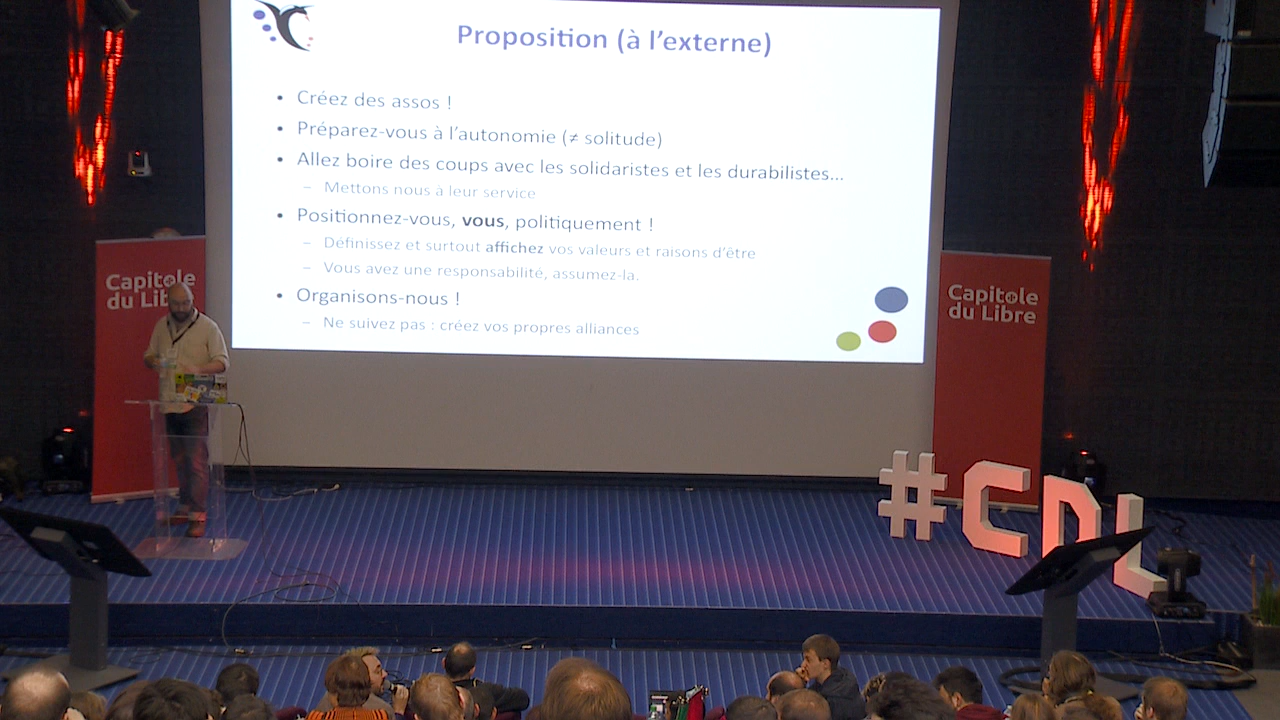 Proposition (à l'externe)
• Créez des assos !
• Préparez-vous à l'autonomie (≠ solitude)
• Allez boire des coups avec les solidaristes et les durabilistes...
– Mettons nous à leur service
• Positionnez-vous, vous, politiquement !
– Définissez et surtout affichez vos valeurs et raisons d'être
– Vous avez une responsabilité, assumez-la.
• Organisons-nous !
– Ne suivez pas : créez vos propres alliances
Capitole
du Libre
Capitole
du Libre
#CDL